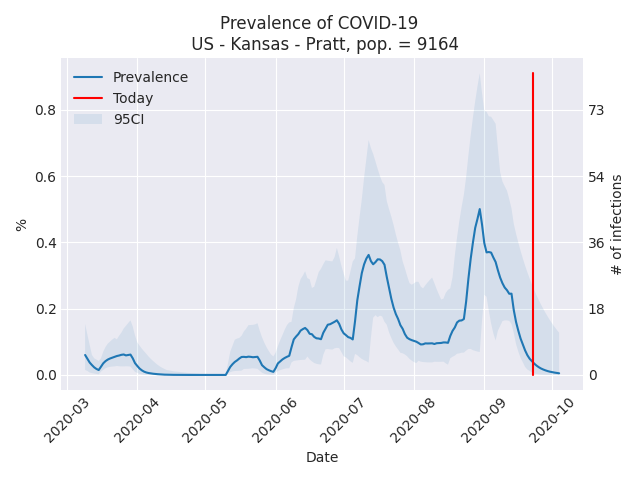 Prevalence of COVID-19
US - Kansas - Pratt, pop. = 9164
Prevalence
Today
95CI
0.8
0.6
0.4
0.2
0.0
%
73
54
36
18
0
# of infections
2020-03
2020-04
2020-05
2020-06
2020-07
2020-08
2020-09
2020-10
Date